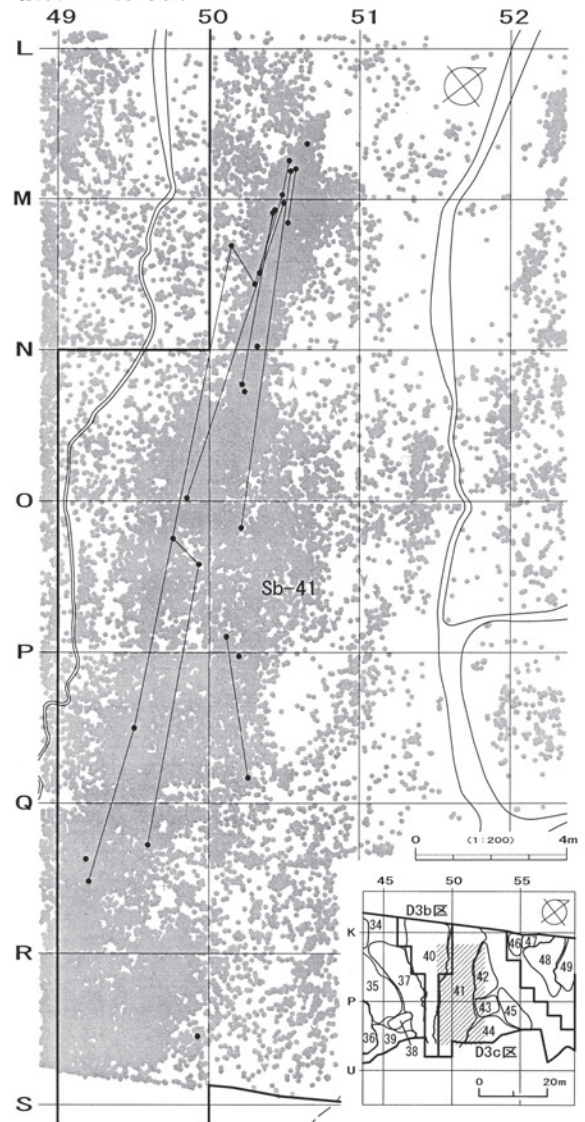 49 50 51 52
L
M
N
O
Sb-41
P
Q
0 (1:200) 4m
R
S
D3b区
45 50 55
K
P
U
34 40 46 47
48 49
35 37 41 42
43 45
36 39 44
38 D3c区
0 20m